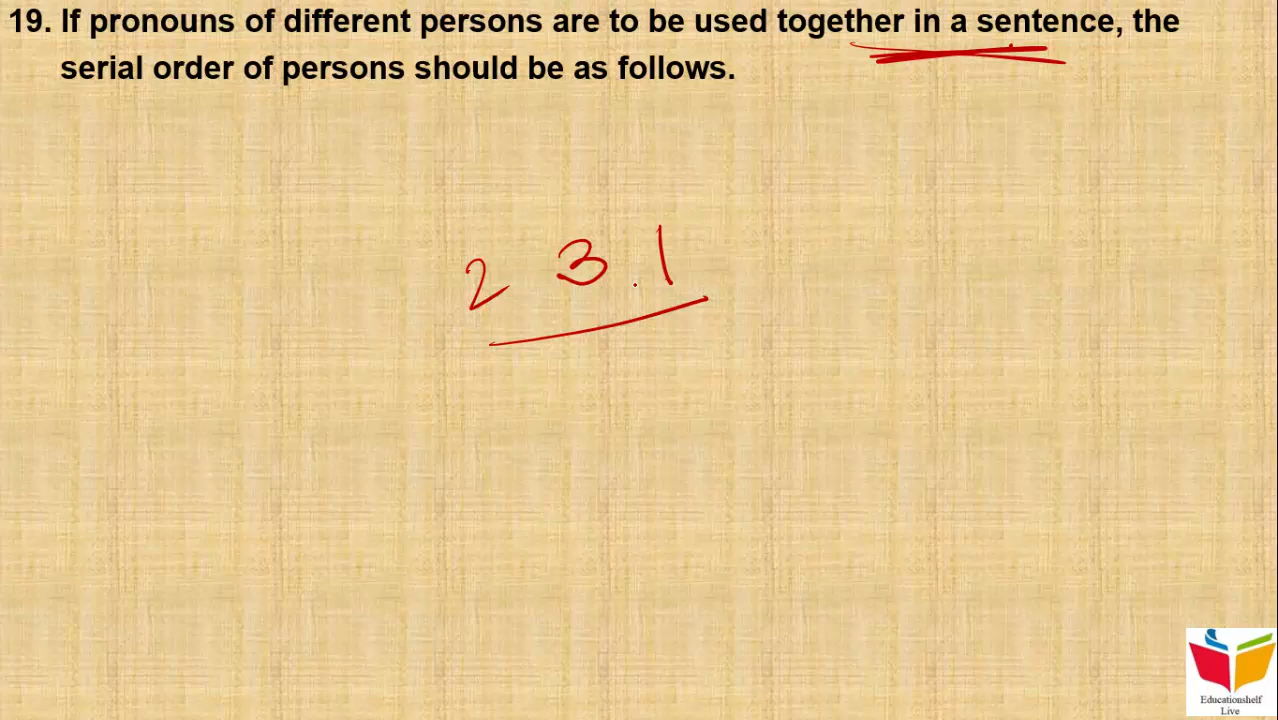 19. If pronouns of different persons are to be used together in a sentence, the
serial order of persons should be as follows.
2 3 1
Educationshelf
Live